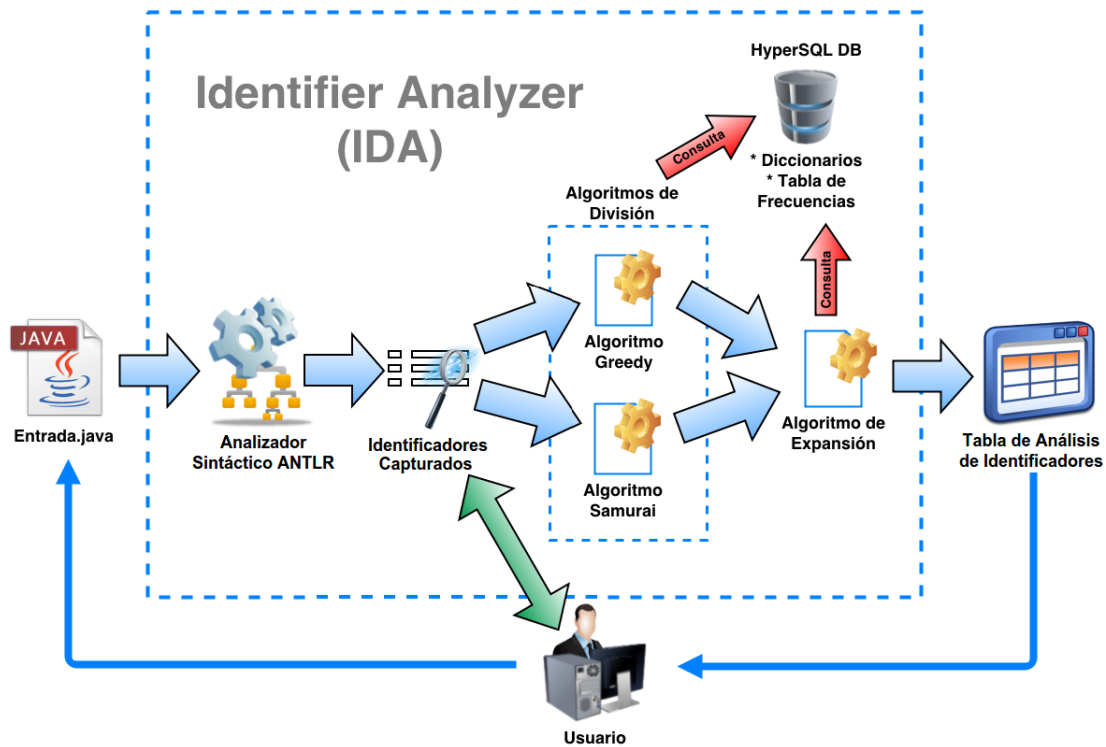 Identifier Analyzer
(IDA)
HyperSQL DB
Consulta
* Diccionarios
* Tabla de
Frecuencias
Algoritmos de
División
Consulta
JAVA
Entrada.java
Analizador
Sintáctico ANTLR
Identificadores
Capturados
Algoritmo
Greedy
Algoritmo
Samurai
Algoritmo de
Expansión
Tabla de Análisis
de Identificadores
Usuario